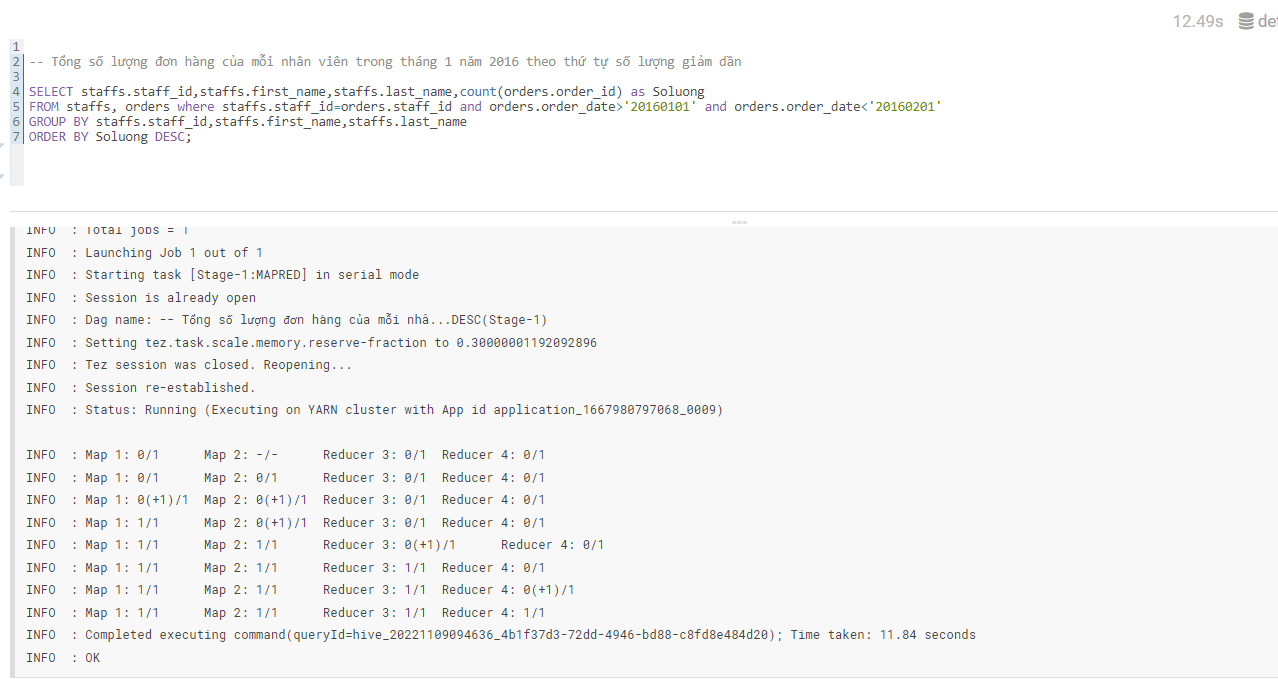 12.49s
1
2 -- Tổng số lượng đơn hàng của mỗi nhân viên trong tháng 1 năm 2016 theo thứ tự số lượng giảm dần
3
4 SELECT staffs.staff_id,staffs.first_name,staffs.last_name,count(orders.order_id) as Soluong
5 FROM staffs, orders where staffs.staff_id=orders.staff_id and orders.order_date>'20160101' and orders.order_date<'20160201'
6 GROUP BY staffs.staff_id,staffs.first_name,staffs.last_name
7 ORDER BY Soluong DESC;
INFO : Total jobs = 1
INFO : Launching Job 1 out of 1
INFO : Starting task [Stage-1:MAPRED] in serial mode
INFO : Session is already open
INFO : Dag name: -- Tổng số lượng đơn hàng của mỗi nhâ...DESC(Stage-1)
INFO : Setting tez.task.scale.memory.reserve-fraction to 0.30000001192092896
INFO : Tez session was closed. Reopening...
INFO : Session re-established.
INFO : Status: Running (Executing on YARN cluster with App id application_1667980797068_0009)
INFO : Map 1: 0/1 Map 2: -/- Reducer 3: 0/1 Reducer 4: 0/1
INFO : Map 1: 0/1 Map 2: 0/1 Reducer 3: 0/1 Reducer 4: 0/1
INFO : Map 1: 0(+1)/1 Map 2: 0(+1)/1 Reducer 3: 0/1 Reducer 4: 0/1
INFO : Map 1: 1/1 Map 2: 0(+1)/1 Reducer 3: 0/1 Reducer 4: 0/1
INFO : Map 1: 1/1 Map 2: 1/1 Reducer 3: 0(+1)/1 Reducer 4: 0/1
INFO : Map 1: 1/1 Map 2: 1/1 Reducer 3: 1/1 Reducer 4: 0/1
INFO : Map 1: 1/1 Map 2: 1/1 Reducer 3: 1/1 Reducer 4: 0(+1)/1
INFO : Map 1: 1/1 Map 2: 1/1 Reducer 3: 1/1 Reducer 4: 1/1
INFO : Completed executing command(queryId=hive_20221109094636_4b1f37d3-72dd-4946-bd88-c8fd8e484d20); Time taken: 11.84 seconds
INFO : OK